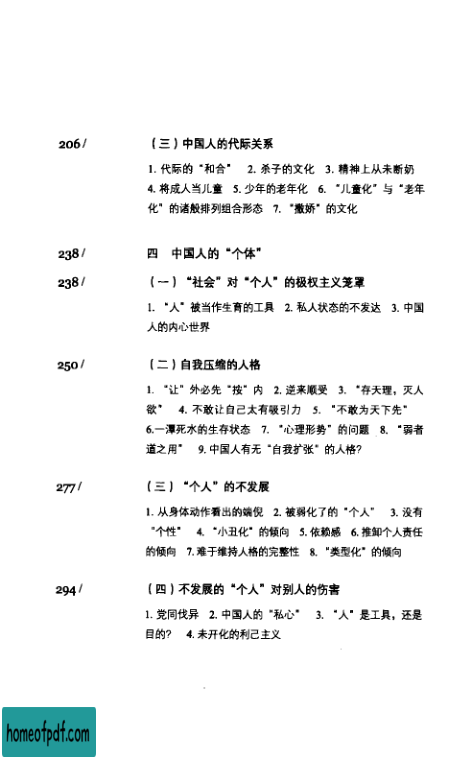 206/ （三）中国人的代际关系
1. 代际的“和合” 2. 杀子的文化 3. 精神上从未断奶
4. 将成人当儿童 5. 少年的老年化 6. “儿童化”与“老年
化”的诸般排列组合形态 7. “撒娇”的文化
238/ 四 中国人的“个体”
238/ （一）“社会”对“个人”的极权主义笼罩
1. “人”被当作生育的工具 2. 私人状态的不发达 3. 中国
人的内心世界
250/ （二）自我压缩的人格
1. “让”外必先“按”内 2. 逆来顺受 3. “存天理，灭人
欲” 4. 不敢让自己太有吸引力 5. “不敢为天下先”
6.一潭死水的生存状态 7. “心理形势”的问题 8. “弱者
道之用” 9. 中国人有无“自我扩张”的人格？
277/ （三）“个人”的不发展
1. 从身体动作看出的端倪 2. 被弱化了的“个人” 3. 没有
“个性” 4. “小丑化”的倾向 5. 依赖感 6. 推卸个人责任
的倾向 7. 难于维持人格的完整性 8. “类型化”的倾向
294/ （四）不发展的“个人”对别人的伤害
1. 党同伐异 2. 中国人的“私心” 3. “人”是工具，还是
目的？ 4. 未开化的利己主义
homeofpdf.com